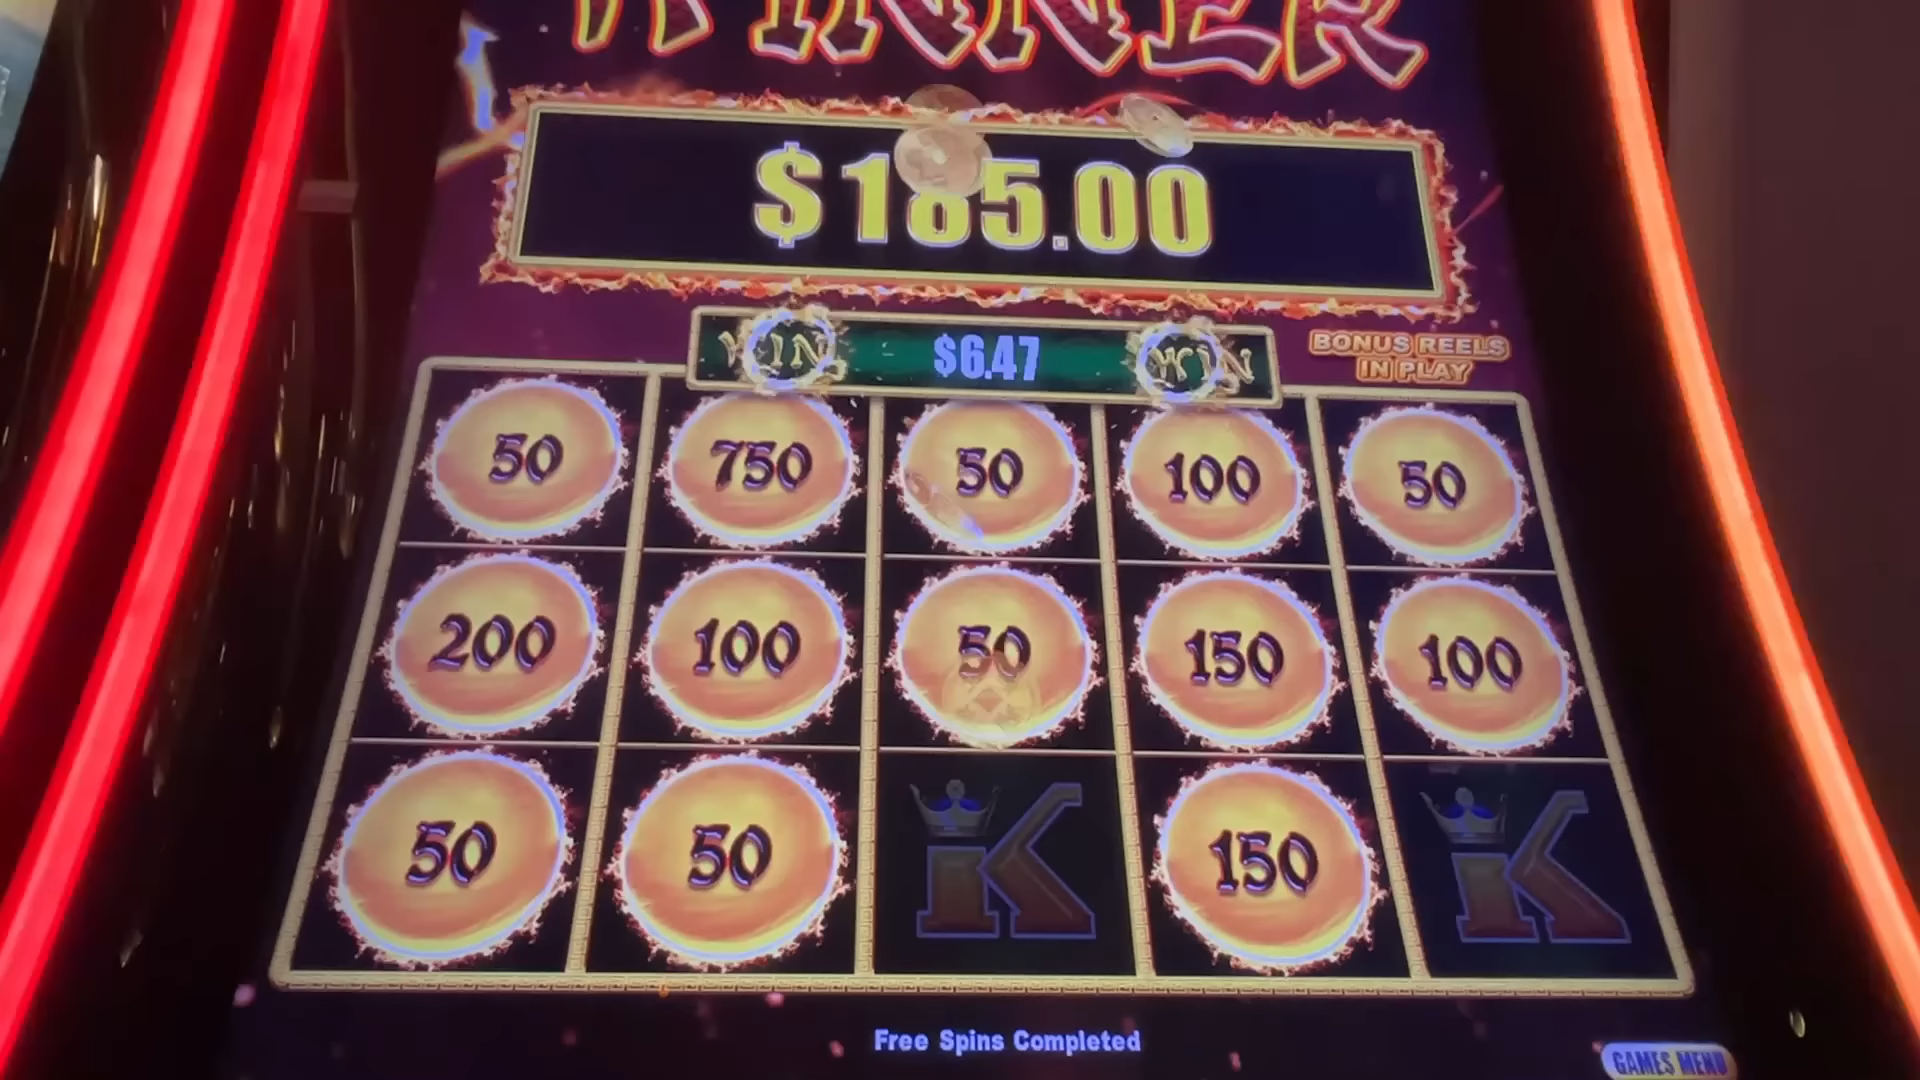 WINNER
$185.00
WIN $6.47 WIN
BONUS REELS
IN PLAY
50 750 50 100 50
200 100 50 150 100
50 50 K 150 K
Free Spins Completed
GAMES MENU